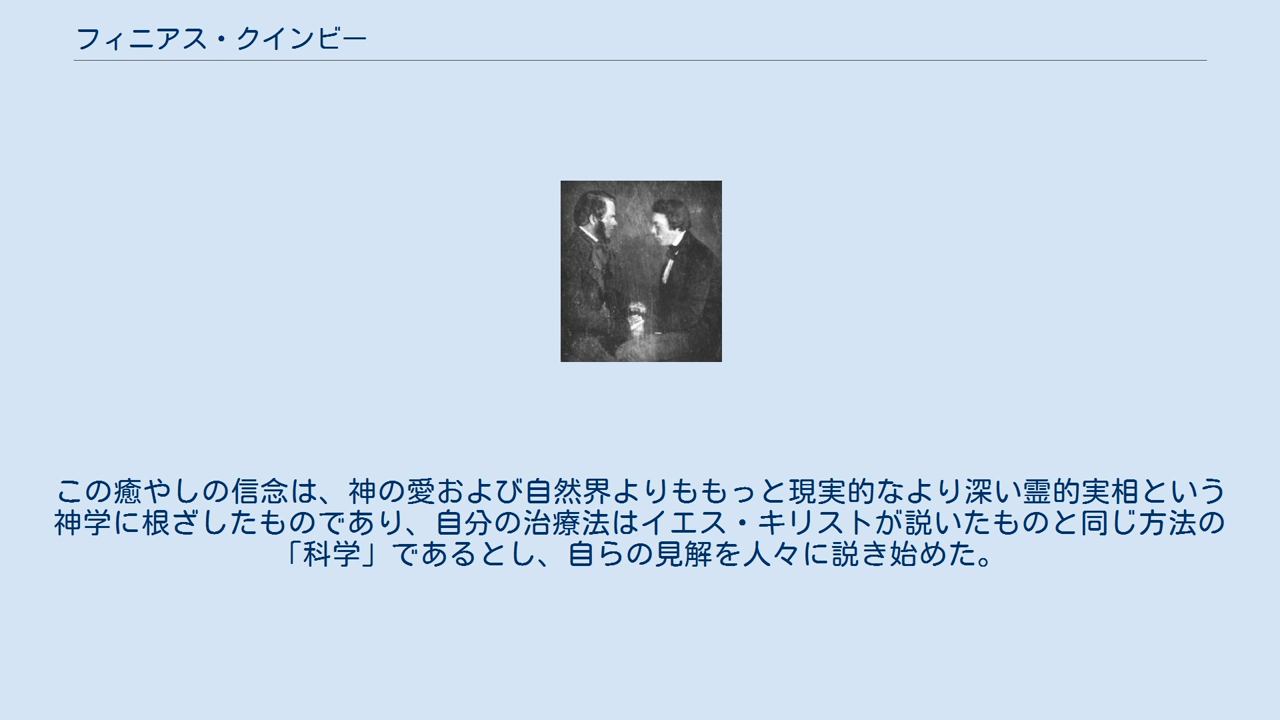 フィニアス・クインビー
この癒やしの信念は、神の愛および自然界よりももっと現実的なより深い霊的実相という
神学に根ざしたものであり、自分の治療法はイエス・キリストが説いたものと同じ方法の
「科学」であるとし、自らの見解を人々に説き始めた。